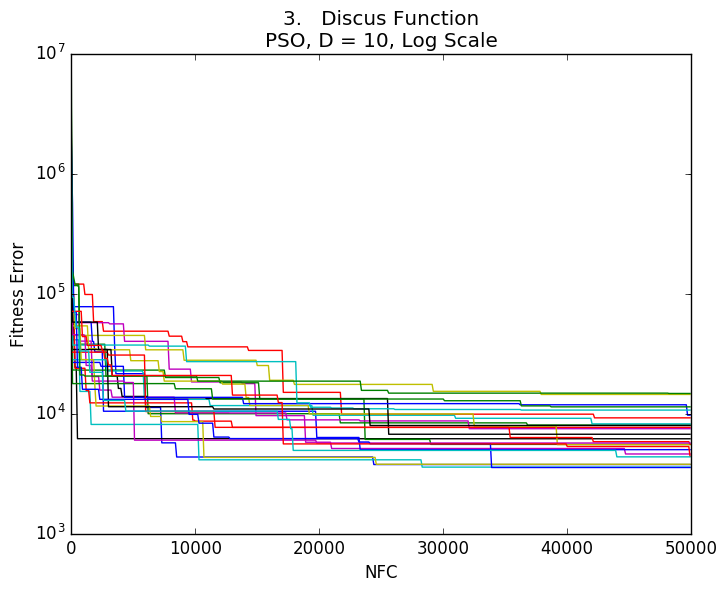 3.   Discus Function
PSO, D = 10, Log Scale
Fitness Error
10^7
10^6
10^5
10^4
10^3
0 10000 20000 30000 40000 50000
NFC